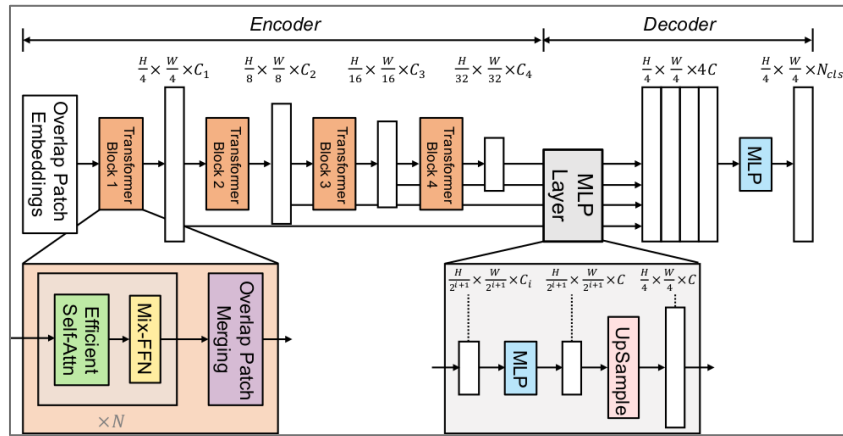 Encoder
Decoder
H/4 × W/4 × C₁
H/8 × W/8 × C₂
H/16 × W/16 × C₃
H/32 × W/32 × C₄
H/4 × W/4 × 4C
H/4 × W/4 × N_cls
Overlap Patch
Embeddings
Transformer
Block 1
Transformer
Block 2
Transformer
Block 3
Transformer
Block 4
MLP
Layer
MLP
Efficient
Self-Attn
Mix-FFN
Overlap Patch
Merging
×N
H/2^{i+1} × W/2^{i+1} × C_i
H/2^{i+1} × W/2^{i+1} × C
H/4 × W/4 × C
MLP
UpSample